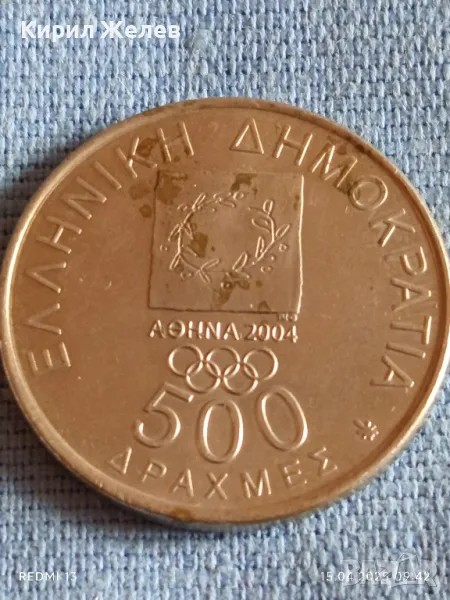 Кирил Желев
ΕΛΛΗΝΙΚΗ ΔΗΜΟΚΡΑΤΙΑ
ΑΘΗΝΑ 2004
500
ΔΡΑΧΜΕΣ
REDMI 13